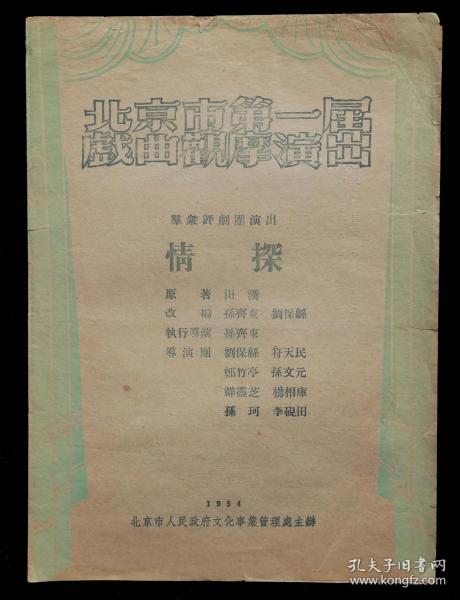 北京市第一届
戲曲觀摩演出
羣衆評劇團演出
情探
原著 田漢
改編 孫齊東 劉保緜
執行導演 孫齊東
導演團 劉保緜 符天民
鄭竹亭 孫文元
鮮靈芝 楊相庫
孫珂 李硯田
1954
北京市人民政府文化事業管理處主辦
孔夫子旧书网